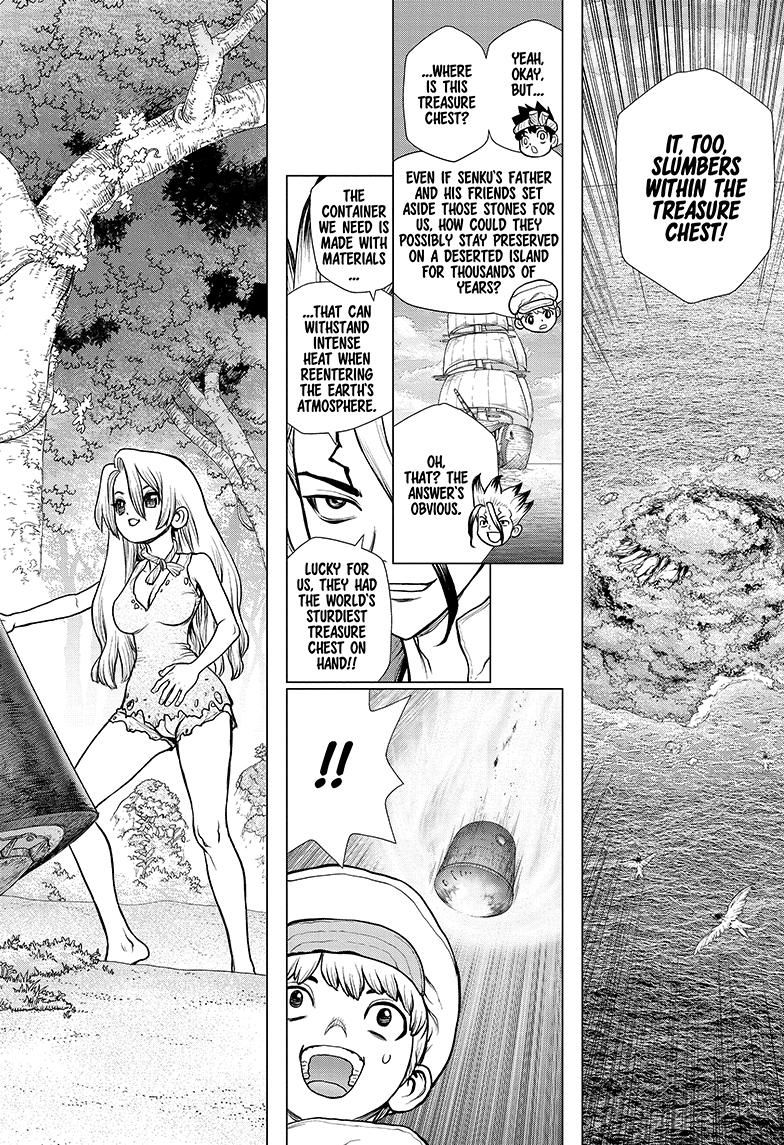 IT, TOO,
SLUMBERS
WITHIN THE
TREASURE
CHEST!
YEAH,
OKAY,
BUT...
...WHERE
IS THIS
TREASURE
CHEST?
EVEN IF SENKU'S FATHER
AND HIS FRIENDS SET
ASIDE THOSE STONES FOR
US, HOW COULD THEY
POSSIBLY STAY PRESERVED
ON A DESERTED ISLAND
FOR THOUSANDS OF
YEARS?
OH,
THAT? THE
ANSWER'S
OBVIOUS.
THE
CONTAINER
WE NEED IS
MADE WITH
MATERIALS
...
...THAT CAN
WITHSTAND
INTENSE
HEAT WHEN
REENTERING
THE EARTH'S
ATMOSPHERE.
LUCKY FOR
US, THEY HAD
THE WORLD'S
STURDIEST
TREASURE
CHEST ON
HAND!!
!!